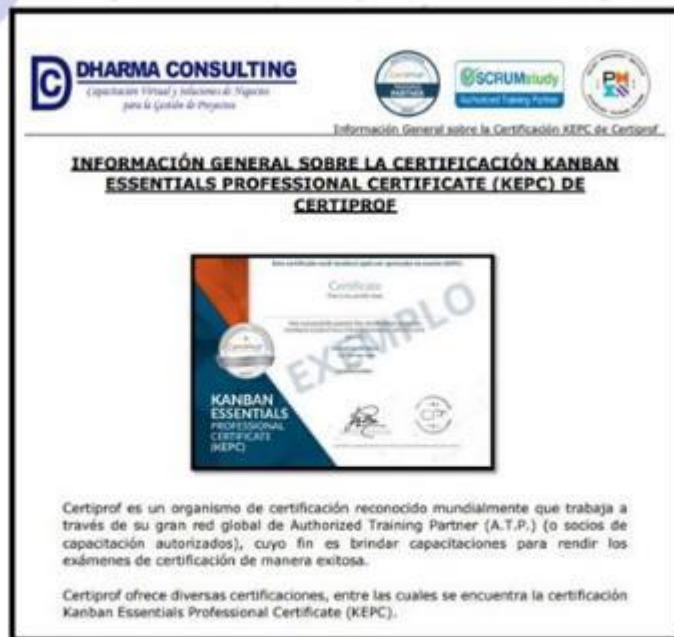 DHARMA CONSULTING
Capacitación Virtual y Soluciones de Negocios
para la Gestión de Proyectos
CertiProf
PARTNER
SCRUMstudy
Authorized Training Partner
Información General sobre la Certificación KEPC de Certiprof
INFORMACIÓN GENERAL SOBRE LA CERTIFICACIÓN KANBAN
ESSENTIALS PROFESSIONAL CERTIFICATE (KEPC) DE
CERTIPROF
Certificate
EXEMPLO
KANBAN
ESSENTIALS
PROFESSIONAL
CERTIFICATE
(KEPC)
Certiprof es un organismo de certificación reconocido mundialmente que trabaja a
través de su gran red global de Authorized Training Partner (A.T.P.) (o socios de
capacitación autorizados), cuyo fin es brindar capacitaciones para rendir los
exámenes de certificación de manera exitosa.
Certiprof ofrece diversas certificaciones, entre las cuales se encuentra la certificación
Kanban Essentials Professional Certificate (KEPC).